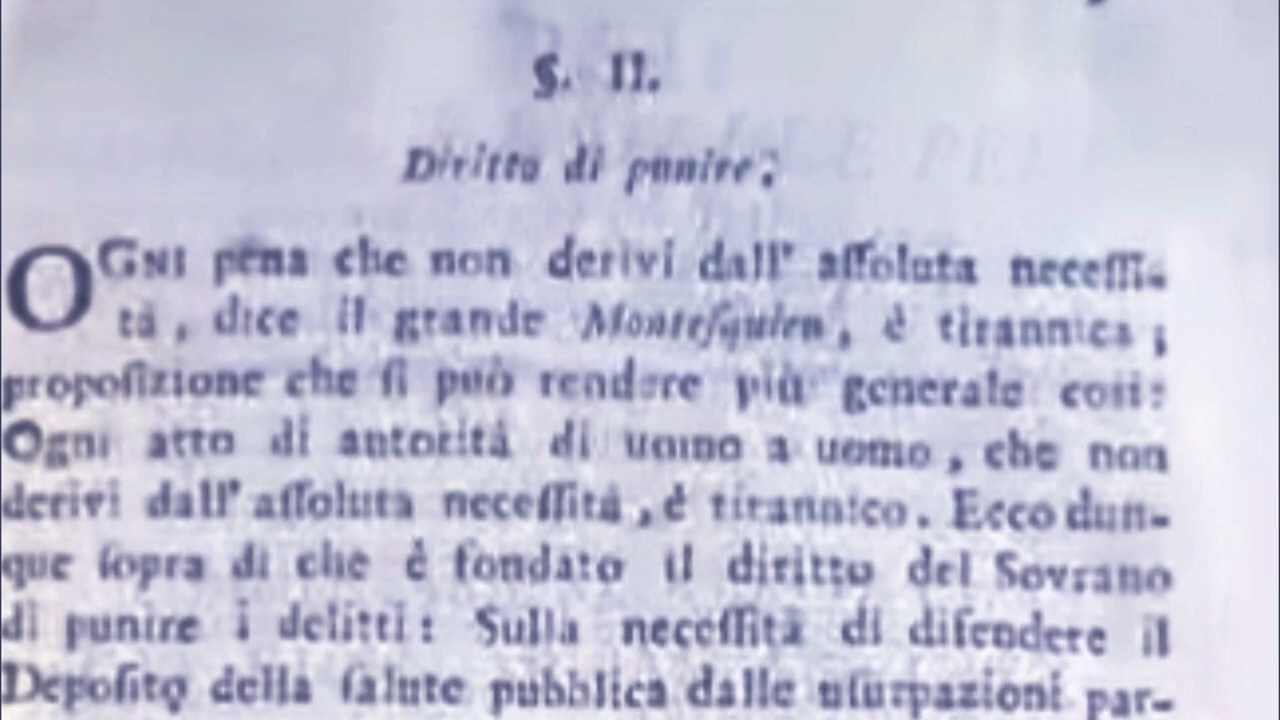 §. II.
Diritto di punire.
OGNI pena che non derivi dall' aſſoluta neceſſi-
tà, dice il grande Monteſquieu, è tirannica;
propoſizione che ſi può rendere più generale così:
Ogni atto di autorità di uomo a uomo, che non
derivi dall' aſſoluta neceſſità, è tirannico. Ecco dun-
que ſopra di che è fondato il diritto del Sovrano
di punire i delitti: Sulla neceſſità di difendere il
Depoſito della ſalute pubblica dalle uſurpazioni par-